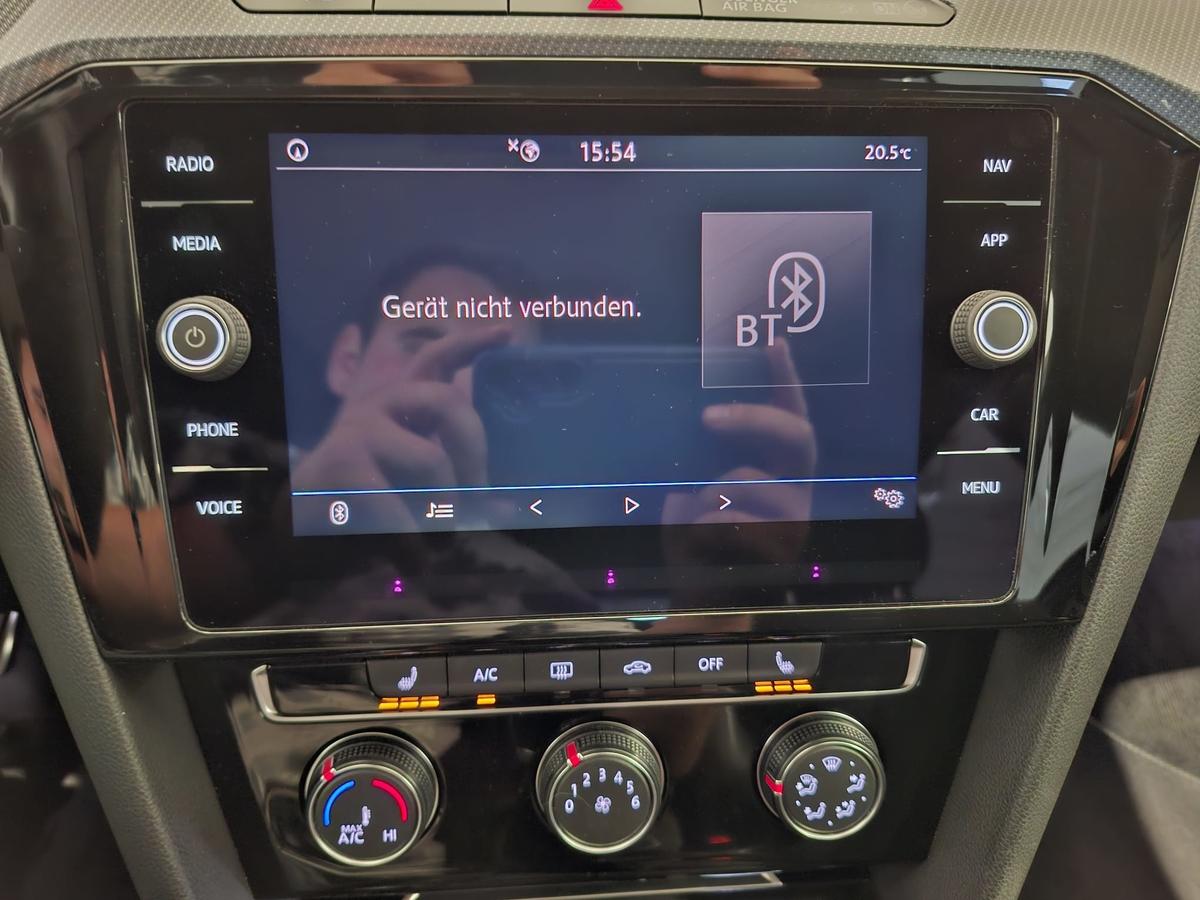 AIR BAG
RADIO
MEDIA
PHONE
VOICE
15:54
20.5°C
Gerät nicht verbunden.
BT
NAV
APP
CAR
MENU
A/C
OFF
MAX
A/C
HI
0 1 2 3 4 5 6